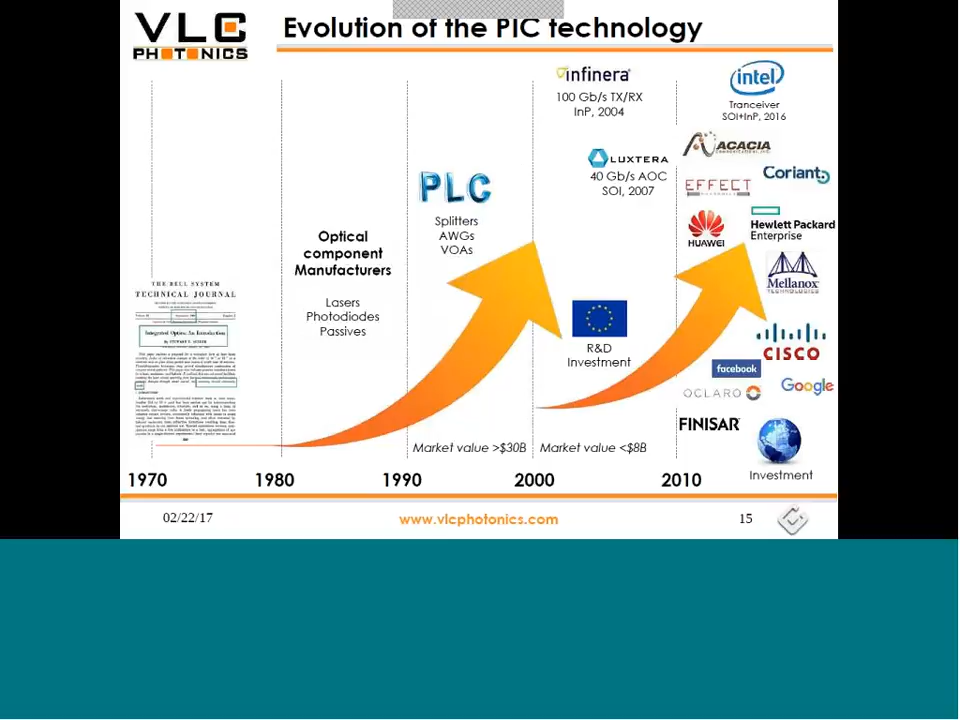 VLC
PHOTONICS
Evolution of the PIC technology
infinera
100 Gb/s TX/RX
InP, 2004
intel
Tranceiver
SOI+InP, 2016
LUXTERA
40 Gb/s AOC
SOI, 2007
ACACIA
Coriant
EFFECT
PLC
Splitters
AWGs
VOAs
HUAWEI
Hewlett Packard
Enterprise
Mellanox
TECHNOLOGIES
Optical
component
Manufacturers
Lasers
Photodiodes
Passives
THE BELL SYSTEM
TECHNICAL JOURNAL
Integrated Optics: An Introduction
R&D
Investment
CISCO
facebook
OCLARO
Google
FINISAR
Market value >$30B
Market value <$8B
Investment
1970
1980
1990
2000
2010
02/22/17
www.vlcphotonics.com
15